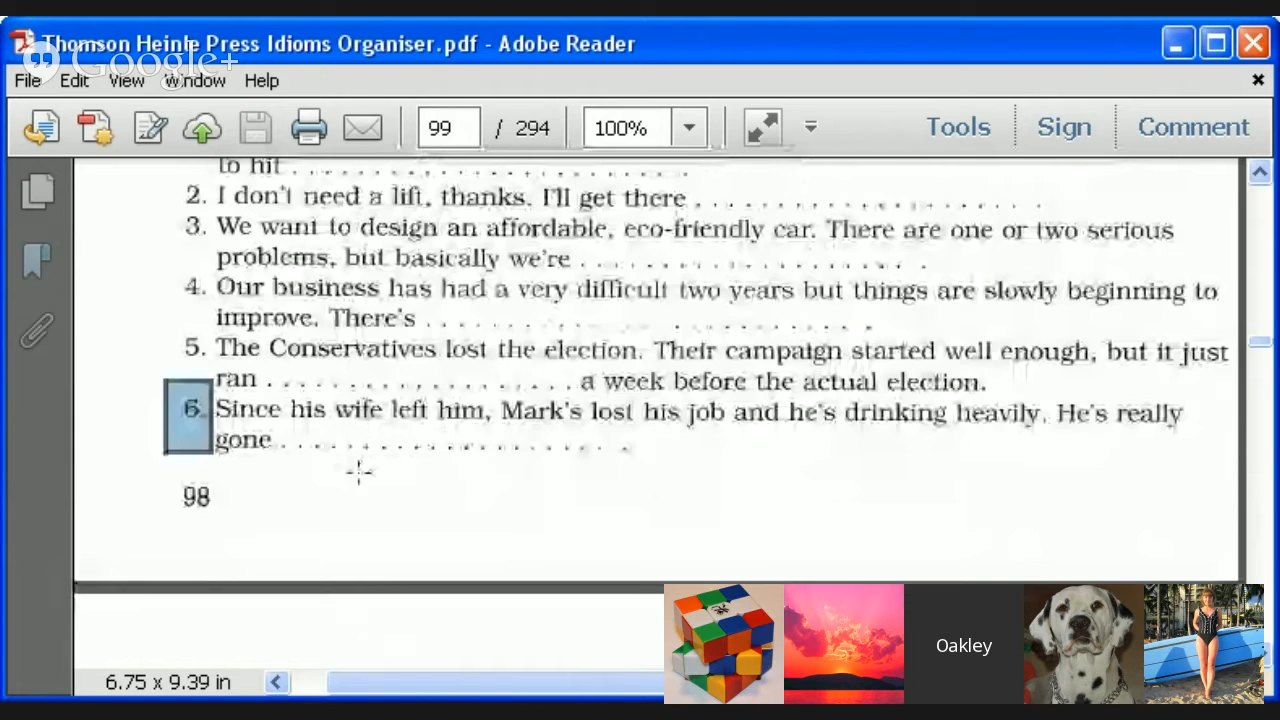 Thomson Heinle Press Idioms Organiser.pdf - Adobe Reader
Google+
File Edit View Window Help
99 / 294 100% Tools Sign Comment
to hit . . . . . . . . . . . . . . . . . . . . . . . .
2. I don't need a lift, thanks. I'll get there . . . . . . . . . . . . . . . . . . . . .
3. We want to design an affordable, eco-friendly car. There are one or two serious
problems, but basically we're . . . . . . . . . . . . . . . . . . . . .
4. Our business has had a very difficult two years but things are slowly beginning to
improve. There's . . . . . . . . . . . . . . . . . . . . . . . . .
5. The Conservatives lost the election. Their campaign started well enough, but it just
ran . . . . . . . . . . . . . . . . . . . a week before the actual election.
6. Since his wife left him, Mark's lost his job and he's drinking heavily. He's really
gone . . . . . . . . . . . . . . . . . . . . .
98
Oakley
6.75 x 9.39 in